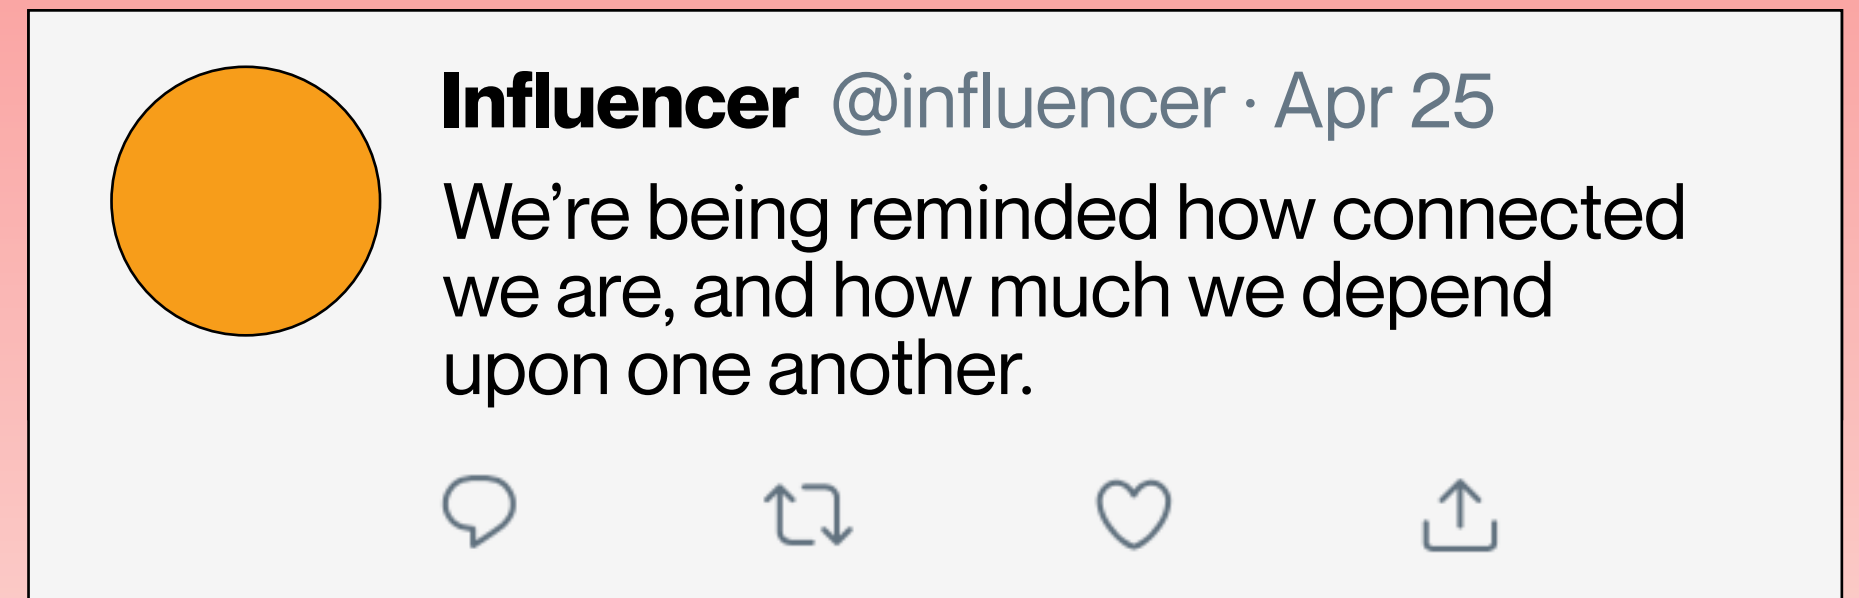 Influencer @influencer · Apr 25
We’re being reminded how connected
we are, and how much we depend
upon one another.